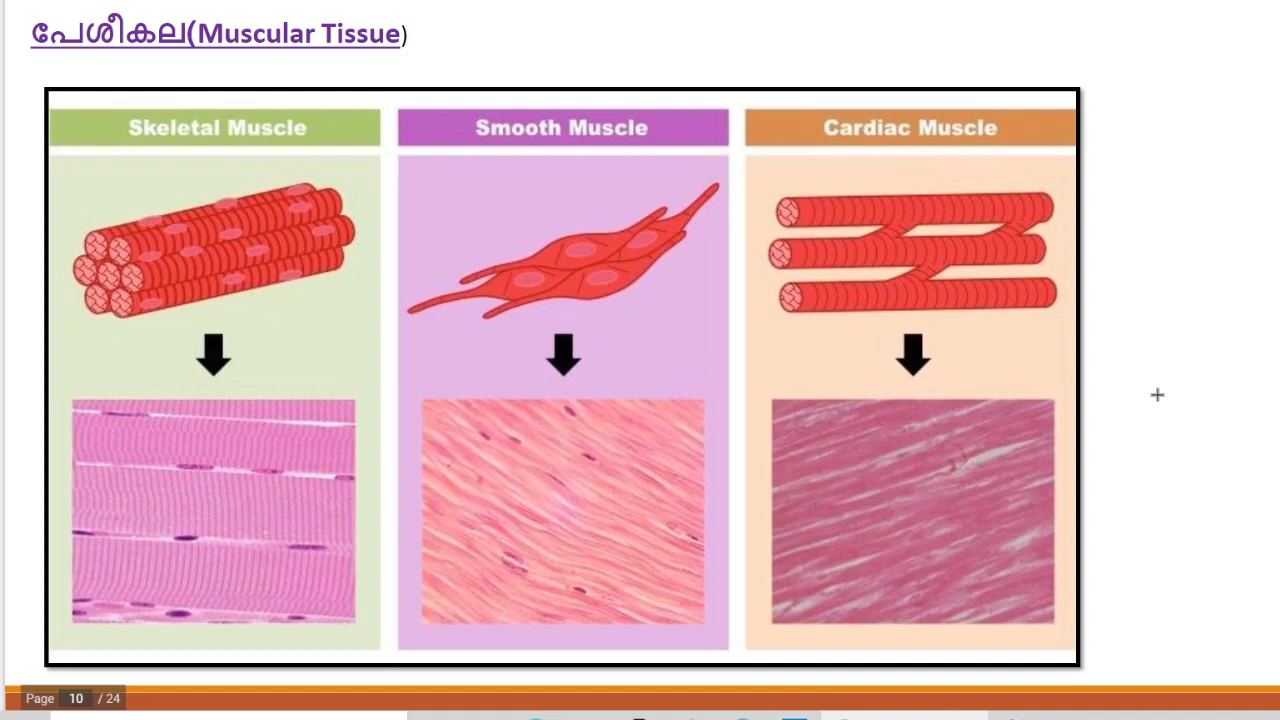 പേശീകല(Muscular Tissue)
Skeletal Muscle
Smooth Muscle
Cardiac Muscle
Page 10 / 24